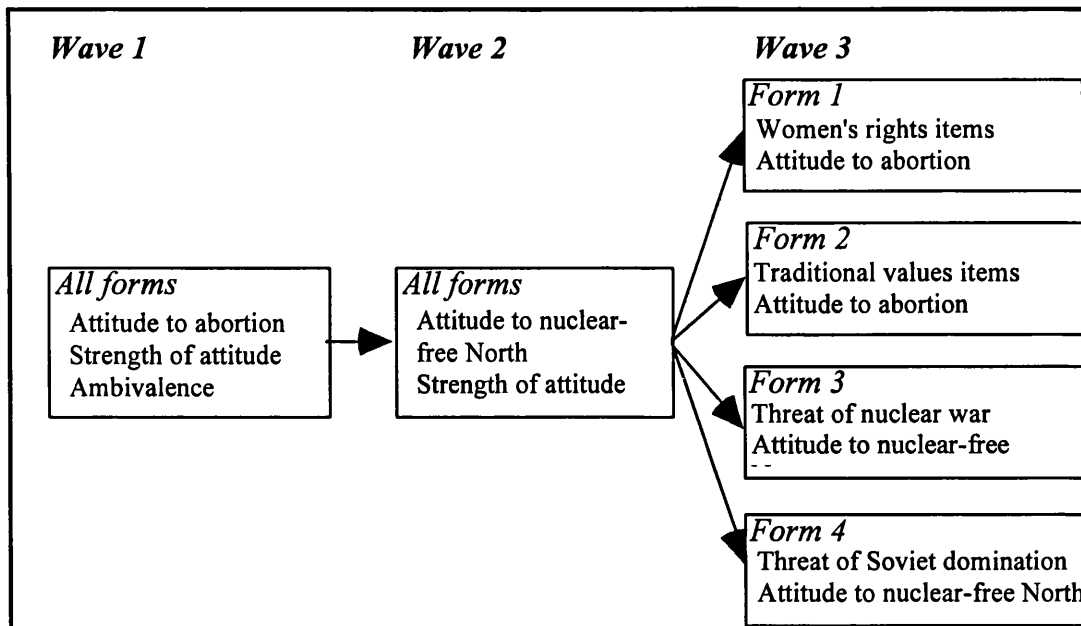 Wave 1
Wave 2
Wave 3
All forms
Attitude to abortion
Strength of attitude
Ambivalence
All forms
Attitude to nuclear-
free North
Strength of attitude
Form 1
Women's rights items
Attitude to abortion
Form 2
Traditional values items
Attitude to abortion
Form 3
Threat of nuclear war
Attitude to nuclear-free
Form 4
Threat of Soviet domination
Attitude to nuclear-free North